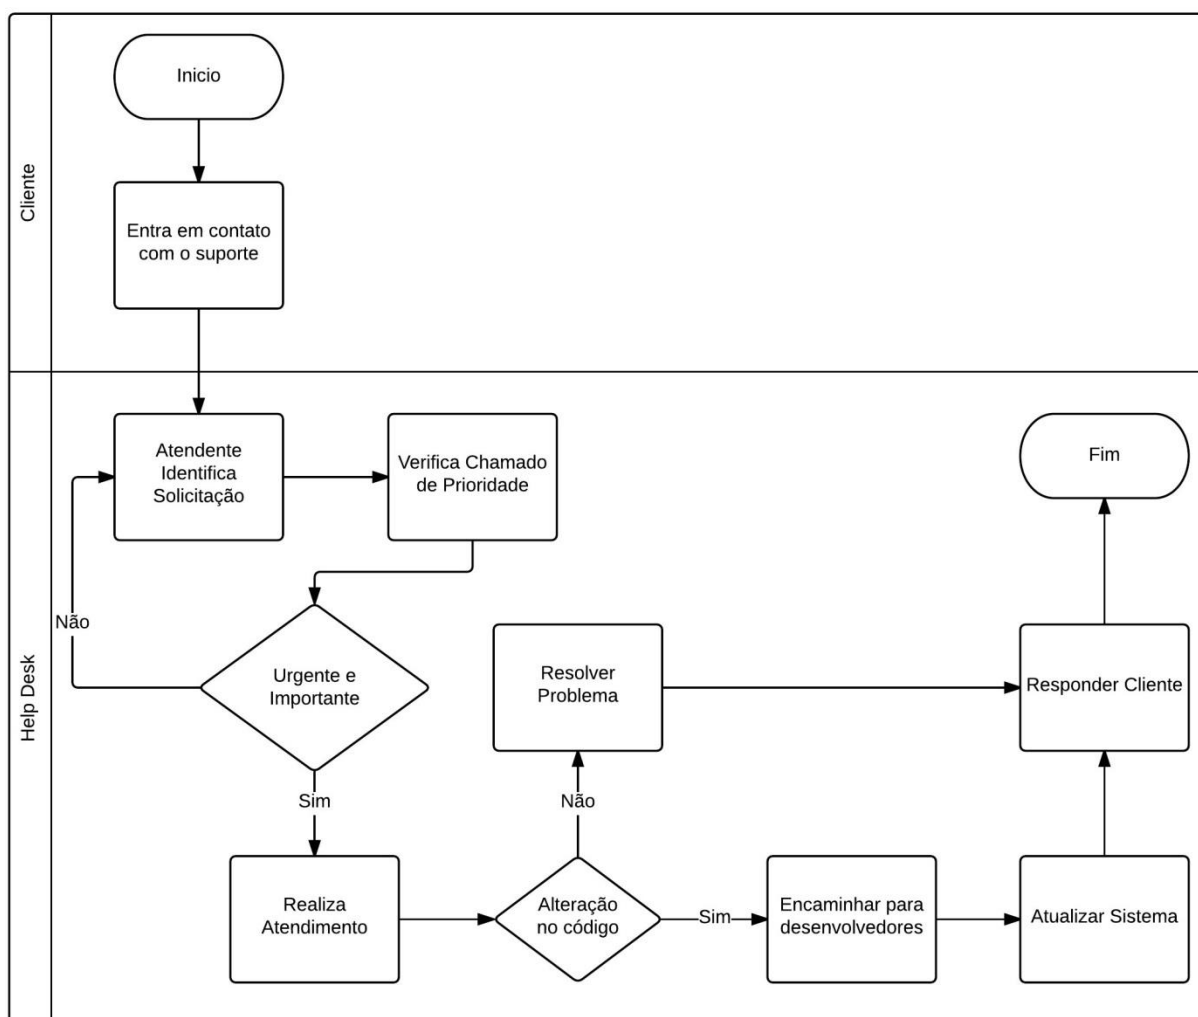 Cliente
Inicio
Entra em contato
com o suporte
Help Desk
Atendente
Identifica
Solicitação
Verifica Chamado
de Prioridade
Fim
Não
Urgente e
Importante
Resolver
Problema
Responder Cliente
Sim
Não
Realiza
Atendimento
Alteração
no código
Sim
Encaminhar para
desenvolvedores
Atualizar Sistema